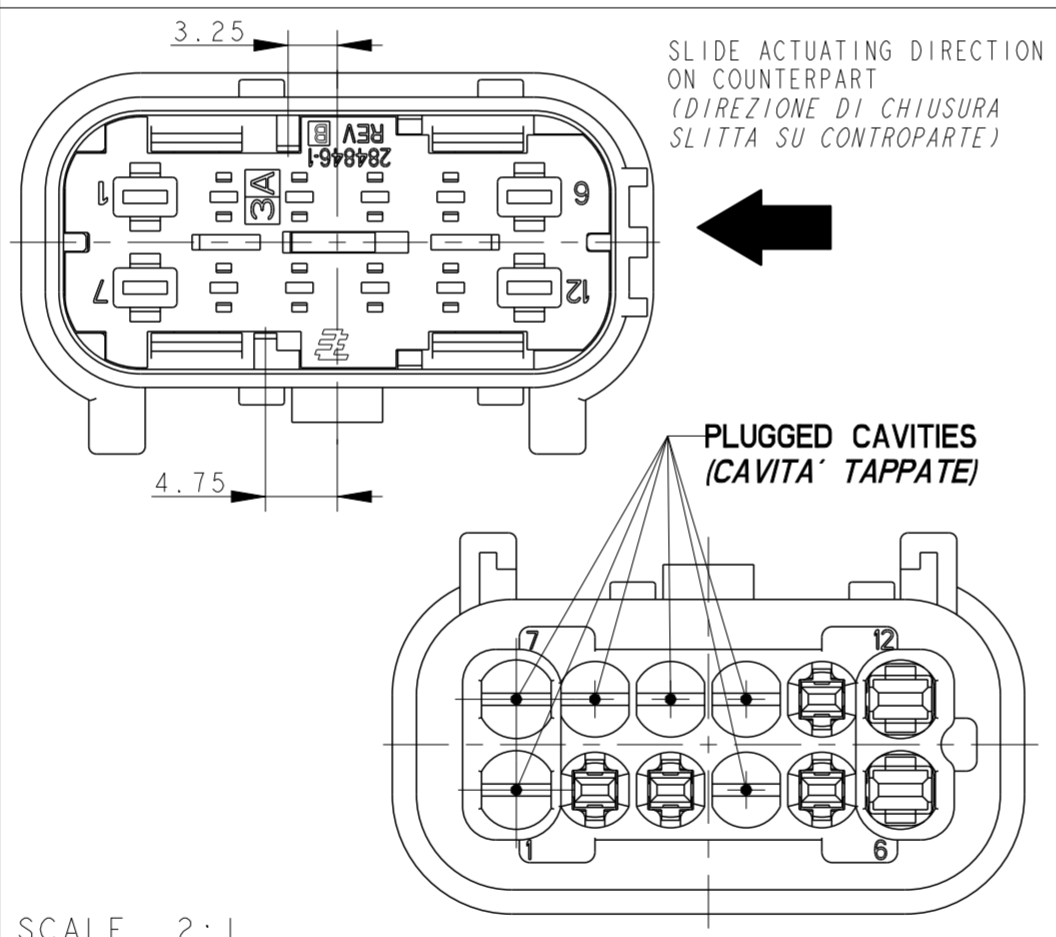 3.25
SLIDE ACTUATING DIRECTION
ON COUNTERPART
(DIREZIONE DI CHIUSURA
SLITTA SU CONTROPARTE)
B REV
284846-1
3A
1
6
7
12
4.75
PLUGGED CAVITIES
(CAVITA´ TAPPATE)
7
12
1
6
SCALE 2:1